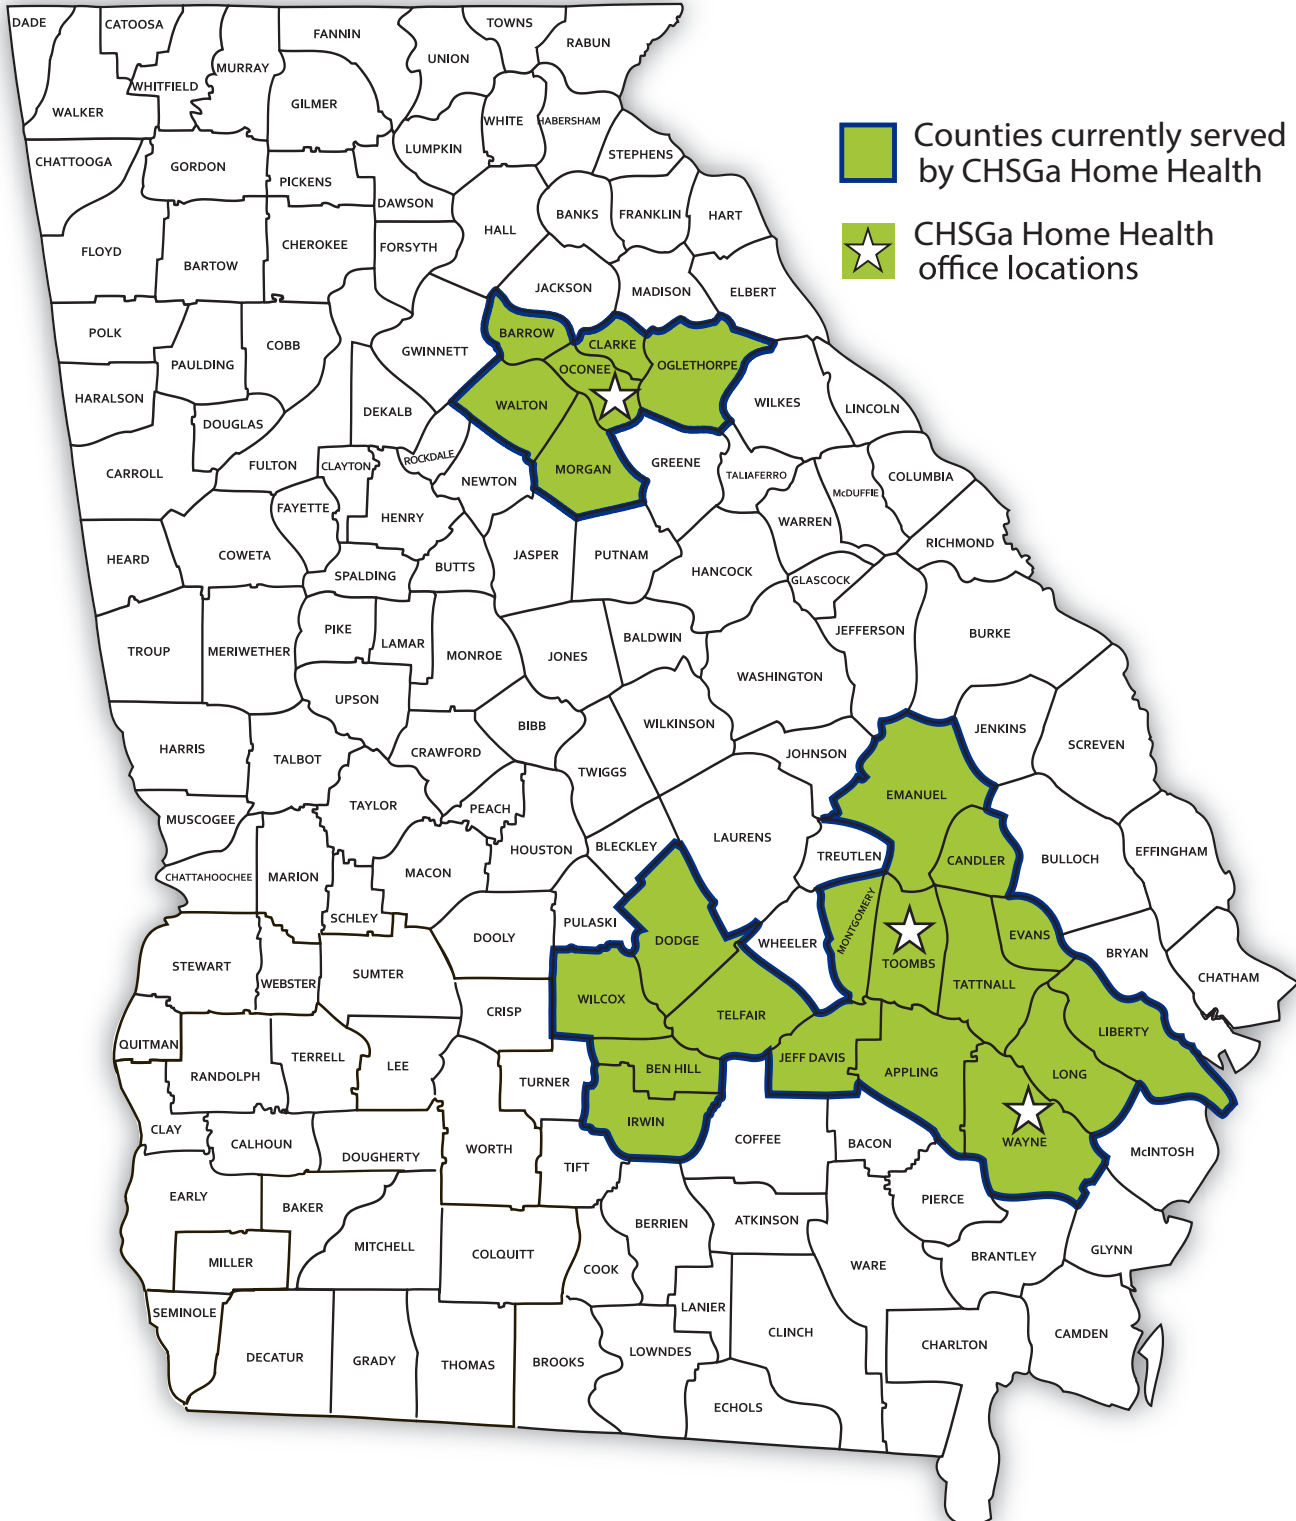 DADE
CATOOSA
FANNIN
TOWNS
RABUN
UNION
MURRAY
WHITFIELD
GILMER
WALKER
WHITE
HABERSHAM
LUMPKIN
STEPHENS
CHATTOOGA
GORDON
PICKENS
DAWSON
BANKS
FRANKLIN
HART
HALL
FLOYD
BARTOW
CHEROKEE
FORSYTH
Counties currently served
by CHSGa Home Health
CHSGa Home Health
office locations
JACKSON
MADISON
ELBERT
POLK
COBB
PAULDING
GWINNETT
BARROW
CLARKE
OCONEE
OGLETHORPE
HARALSON
DOUGLAS
DEKALB
WALTON
WILKES
LINCOLN
CARROLL
FULTON
CLAYTON
ROCKDALE
NEWTON
MORGAN
GREENE
TALIAFERRO
McDUFFIE
COLUMBIA
FAYETTE
HENRY
WARREN
RICHMOND
HEARD
COWETA
SPALDING
BUTTS
JASPER
PUTNAM
HANCOCK
GLASCOCK
TROUP
MERIWETHER
PIKE
LAMAR
MONROE
JONES
BALDWIN
JEFFERSON
BURKE
WASHINGTON
UPSON
BIBB
WILKINSON
JENKINS
SCREVEN
HARRIS
TALBOT
CRAWFORD
TWIGGS
JOHNSON
TAYLOR
PEACH
EMANUEL
MUSCOGEE
HOUSTON
BLECKLEY
LAURENS
TREUTLEN
CANDLER
BULLOCH
EFFINGHAM
CHATTAHOOCHEE
MARION
MACON
SCHLEY
DOOLY
PULASKI
DODGE
WHEELER
MONTGOMERY
TOOMBS
EVANS
TATTNALL
BRYAN
CHATHAM
STEWART
WEBSTER
SUMTER
CRISP
WILCOX
TELFAIR
LIBERTY
QUITMAN
TERRELL
LEE
RANDOLPH
TURNER
BEN HILL
JEFF DAVIS
APPLING
LONG
CLAY
CALHOUN
DOUGHERTY
WORTH
TIFT
IRWIN
COFFEE
BACON
WAYNE
McINTOSH
EARLY
BAKER
MITCHELL
BERRIEN
ATKINSON
PIERCE
MILLER
COLQUITT
COOK
WARE
BRANTLEY
GLYNN
SEMINOLE
LANIER
CLINCH
CHARLTON
CAMDEN
DECATUR
GRADY
THOMAS
BROOKS
LOWNDES
ECHOLS